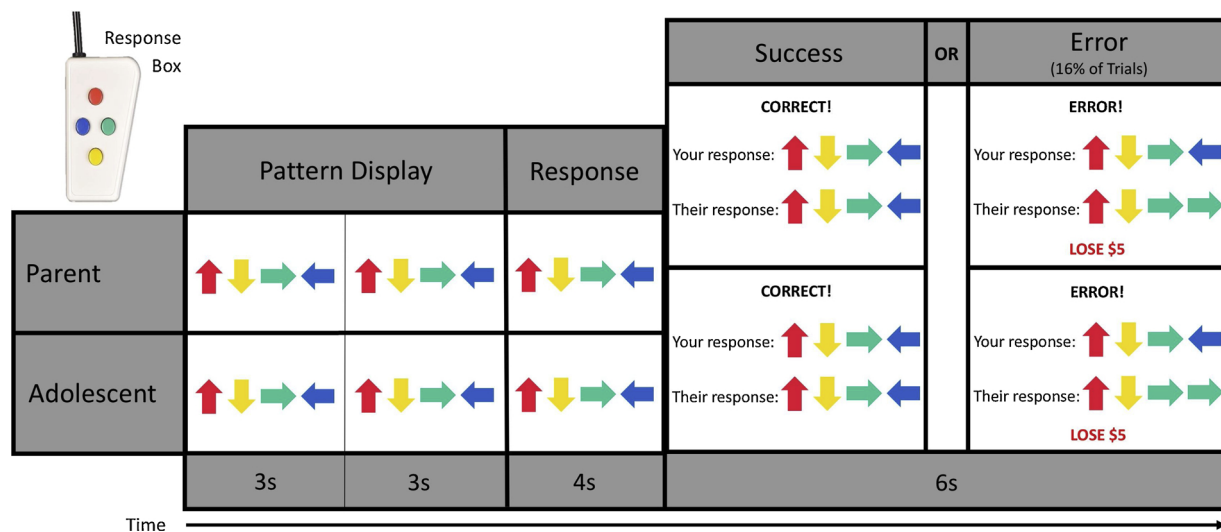 Response
Box
Success
OR
Error
(16% of Trials)
Pattern Display
Response
CORRECT!
Your response:
Their response:
ERROR!
Your response:
Their response:
LOSE $5
Parent
CORRECT!
Your response:
Their response:
ERROR!
Your response:
Their response:
LOSE $5
Adolescent
3s
3s
4s
6s
Time